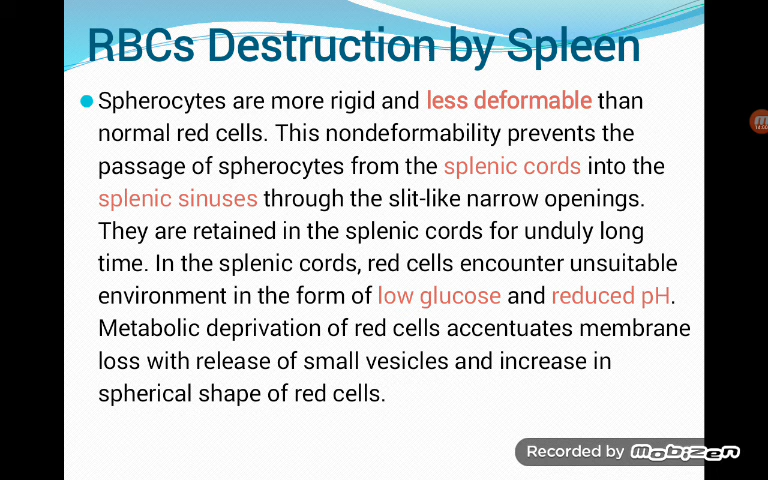 RBCs Destruction by Spleen
Spherocytes are more rigid and less deformable than
normal red cells. This nondeformability prevents the
passage of spherocytes from the splenic cords into the
splenic sinuses through the slit-like narrow openings.
They are retained in the splenic cords for unduly long
time. In the splenic cords, red cells encounter unsuitable
environment in the form of low glucose and reduced pH.
Metabolic deprivation of red cells accentuates membrane
loss with release of small vesicles and increase in
spherical shape of red cells.
Recorded by mobizen